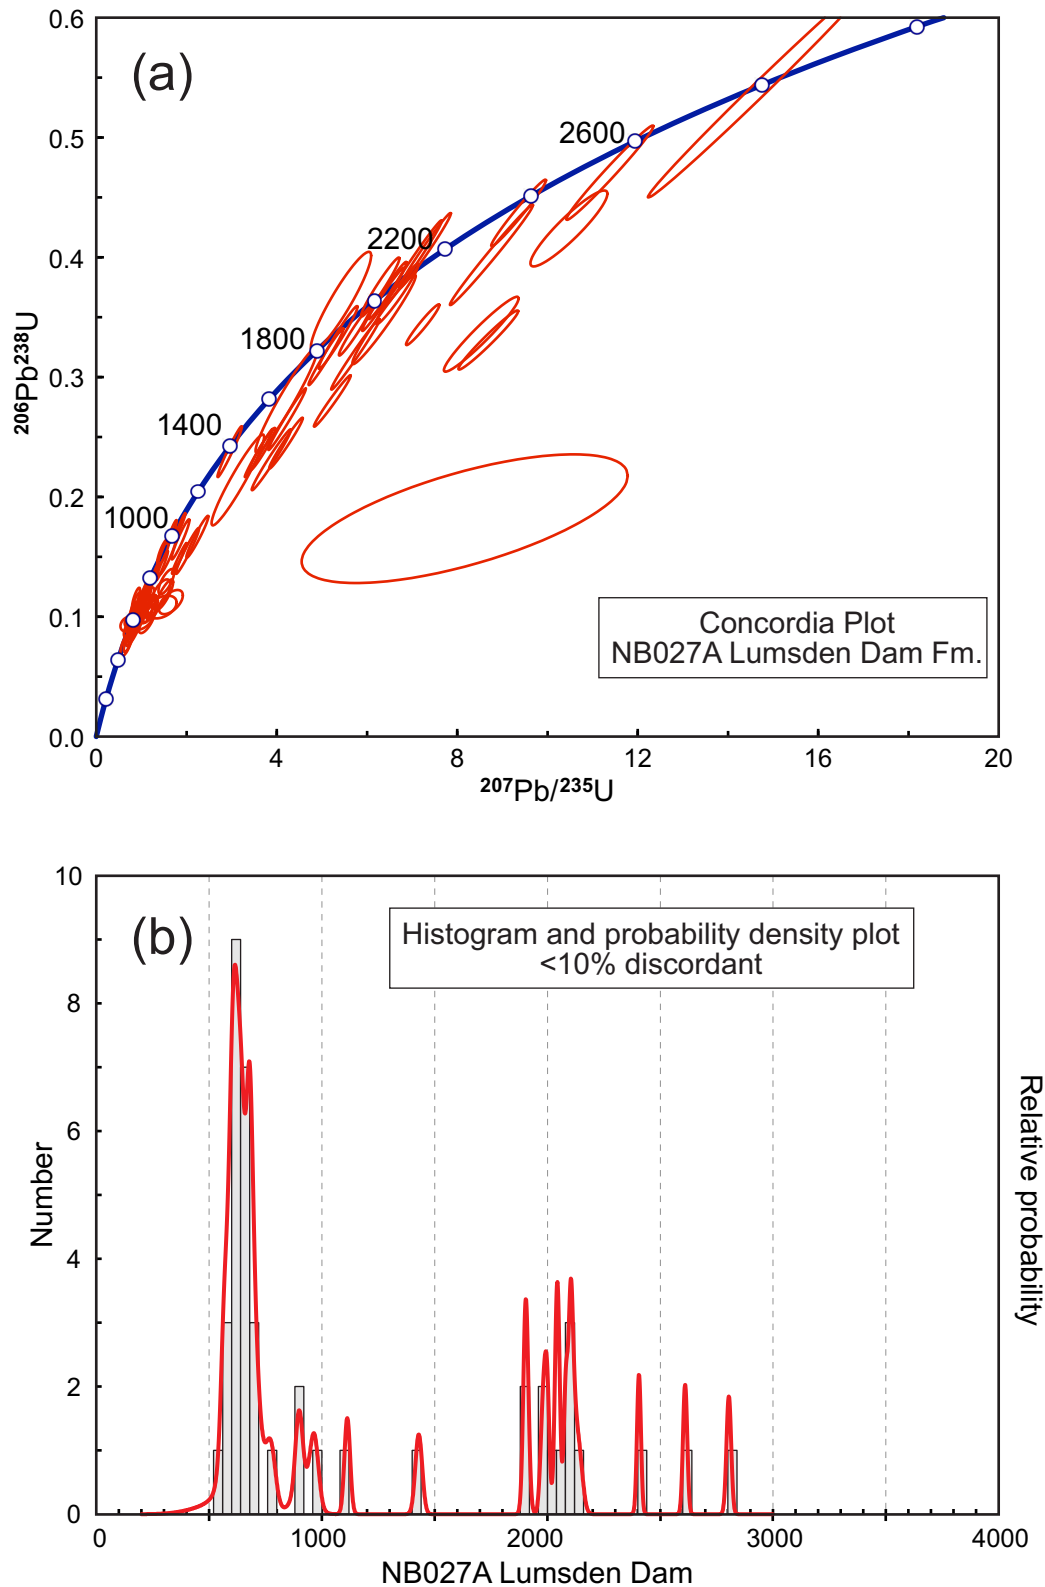 (a)
0.6
0.5
0.4
0.3
0.2
0.1
0.0
206Pb238U
2600
2200
1800
1400
1000
Concordia Plot
NB027A Lumsden Dam Fm.
0 4 8 12 16 20
207Pb/235U
(b)
10
8
6
4
2
0
Number
Histogram and probability density plot
<10% discordant
Relative probability
0 1000 2000 3000 4000
NB027A Lumsden Dam